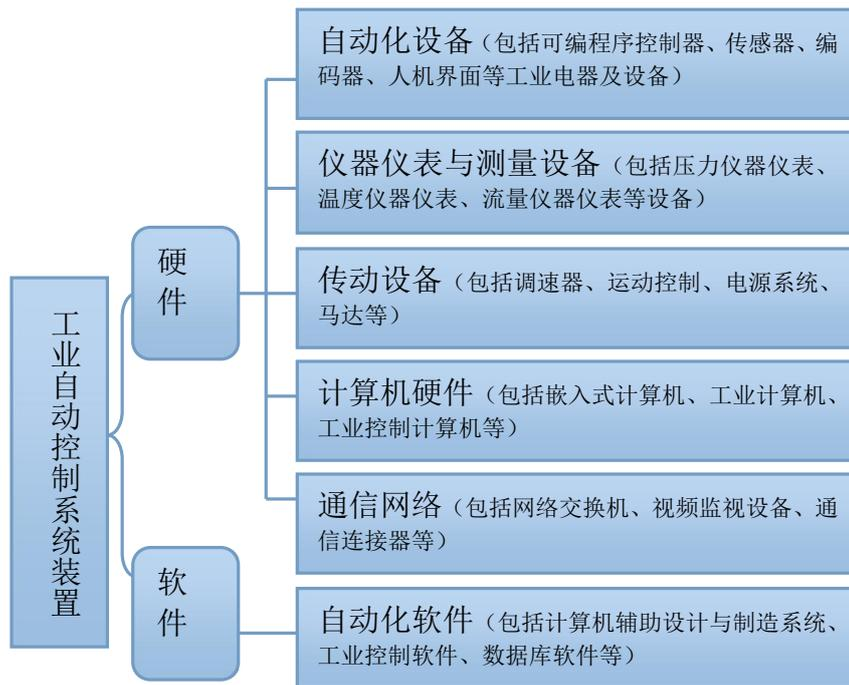 自动化设备（包括可编程序控制器、传感器、编
码器、人机界面等工业电器及设备）
仪器仪表与测量设备（包括压力仪器仪表、
温度仪器仪表、流量仪器仪表等设备）
硬
件
传动设备（包括调速器、运动控制、电源系统、
马达等）
工业自动控制系统装置
计算机硬件（包括嵌入式计算机、工业计算机、
工业控制计算机等）
通信网络（包括网络交换机、视频监视设备、通
信连接器等）
软
件
自动化软件（包括计算机辅助设计与制造系统、
工业控制软件、数据库软件等）